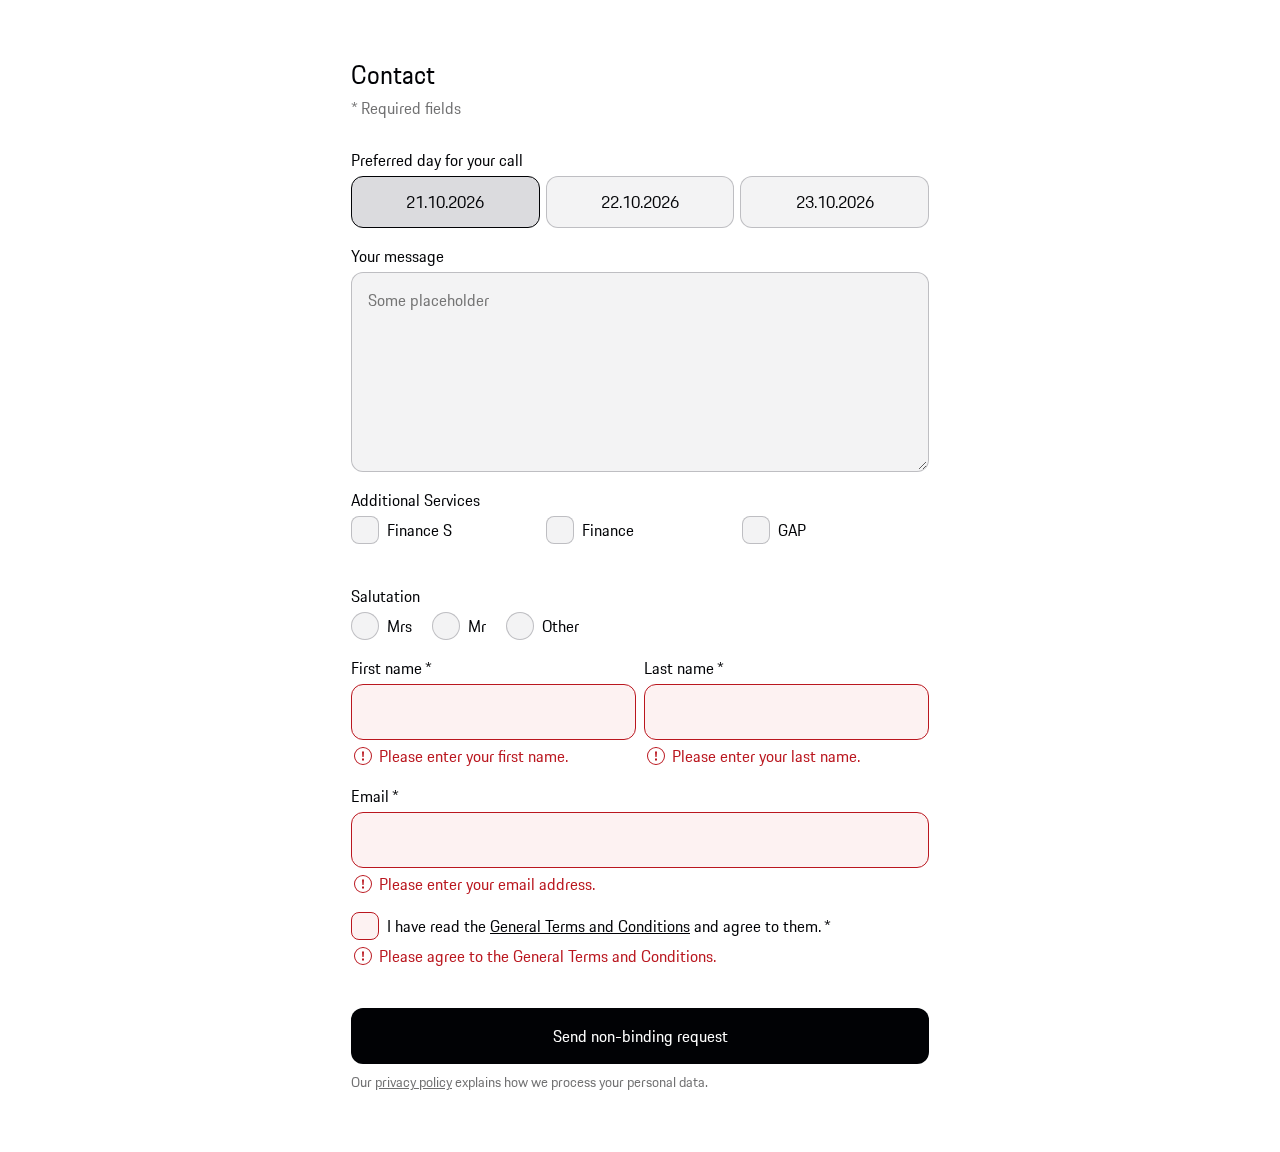 Contact
* Required fields
Preferred day for your call
21.10.2026 22.10.2026 23.10.2026
Your message
Some placeholder
Additional Services
Finance S Finance GAP
Salutation
Mrs Mr Other
First name * Last name *
Please enter your first name. Please enter your last name.
Email *
Please enter your email address.
I have read the General Terms and Conditions and agree to them. *
Please agree to the General Terms and Conditions.
Send non-binding request
Our privacy policy explains how we process your personal data.